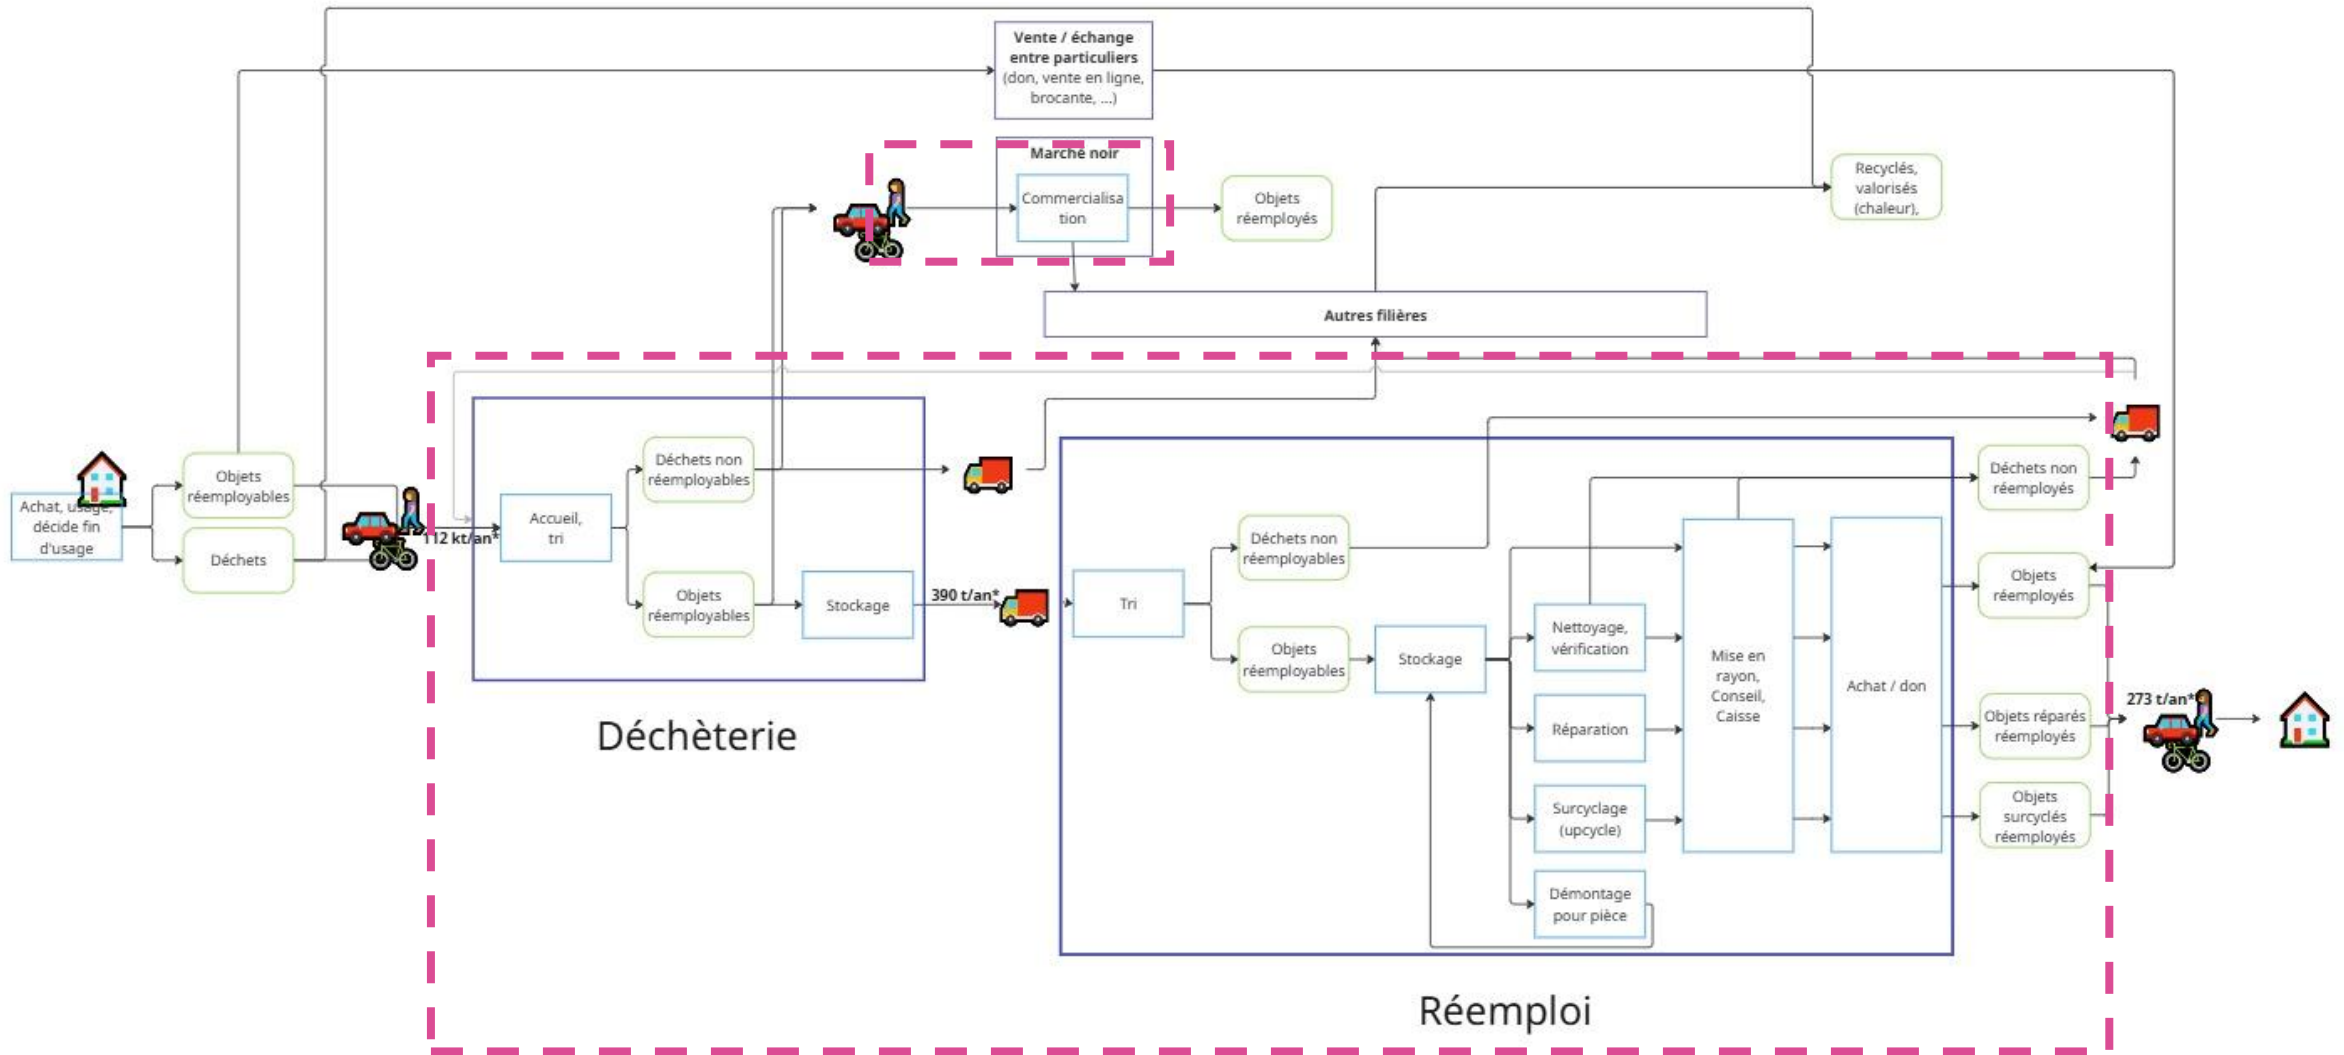 Vente / échange
entre particuliers
(don, vente en ligne,
brocante, ...)
Marché noir
Commercialisa
tion
Objets
réemployés
Recyclés,
valorisés
(chaleur),
Autres filières
Achat, usage,
décide fin
d'usage
Objets
réemployables
Déchets
112 kt/an*
Accueil,
tri
Déchets non
réemployables
Objets
réemployables
Stockage
390 t/an*
Déchèterie
Tri
Déchets non
réemployables
Objets
réemployables
Stockage
Nettoyage,
vérification
Réparation
Surcyclage
(upcycle)
Démontage
pour pièce
Mise en
rayon,
Conseil,
Caisse
Achat / don
Déchets non
réemployés
Objets
réemployés
Objets réparés
réemployés
Objets
surcyclés
réemployés
273 t/an*
Réemploi